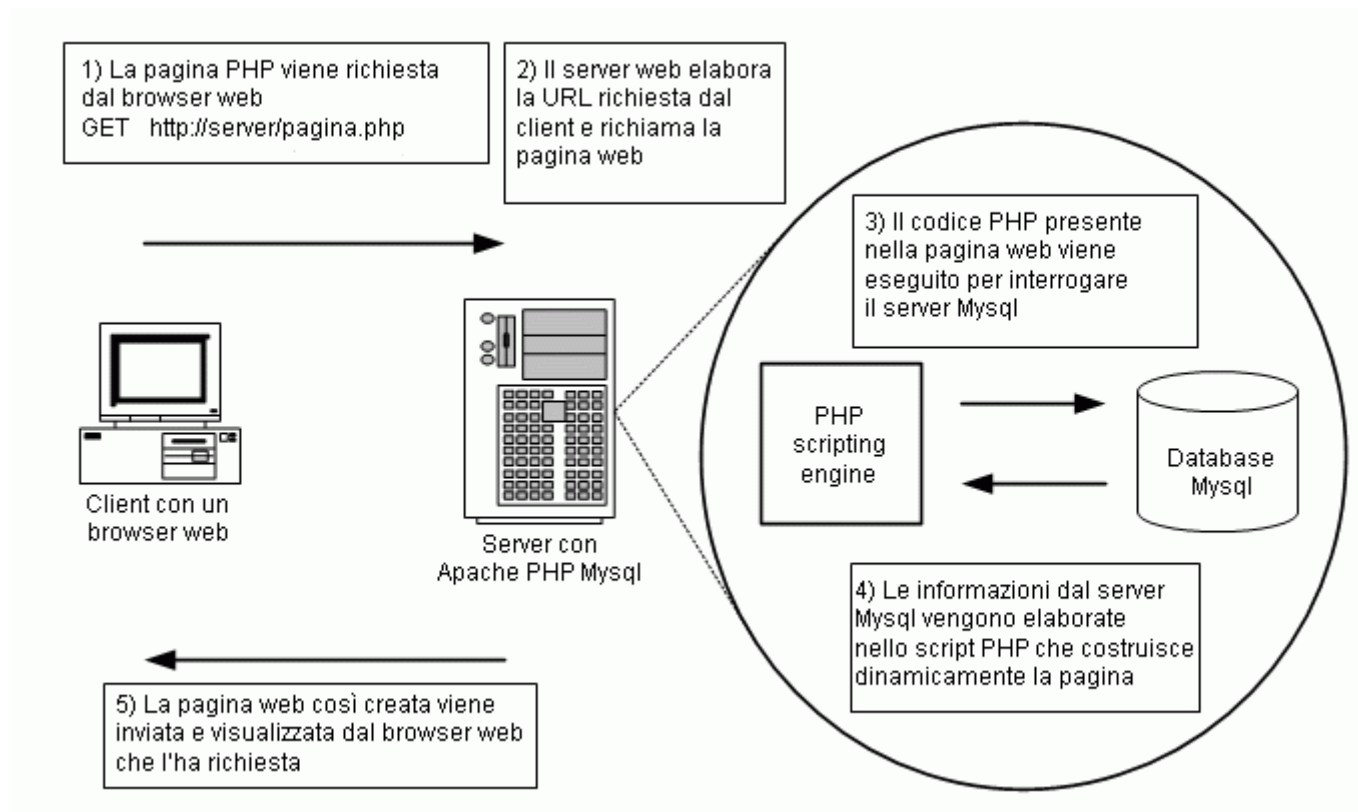 1) La pagina PHP viene richiesta
dal browser web
GET http://server/pagina.php
2) Il server web elabora
la URL richiesta dal
client e richiama la
pagina web
3) Il codice PHP presente
nella pagina web viene
eseguito per interrogare
il server Mysql
Client con un
browser web
Server con
Apache PHP Mysql
PHP
scripting
engine
Database
Mysql
4) Le informazioni dal server
Mysql vengono elaborate
nello script PHP che costruisce
dinamicamente la pagina
5) La pagina web così creata viene
inviata e visualizzata dal browser web
che l'ha richiesta